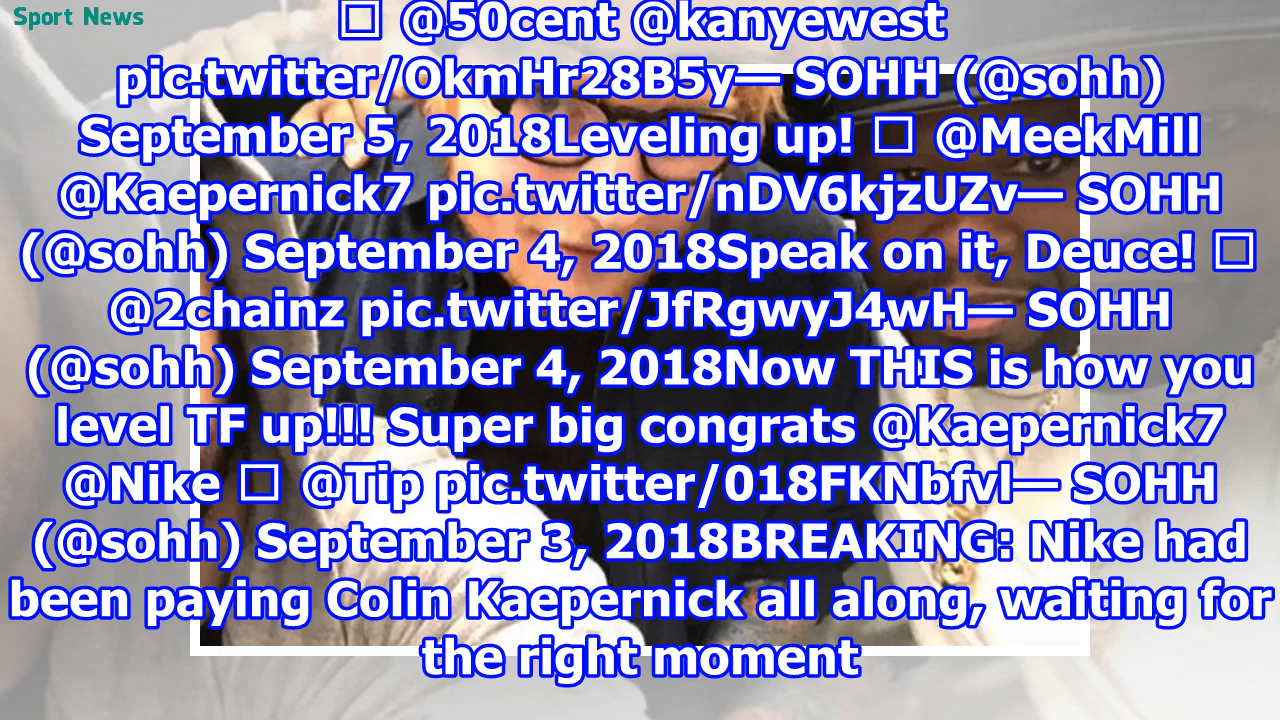 Sport News
□ @50cent @kanyewest
pic.twitter/OkmHr28B5y— SOHH (@sohh)
September 5, 2018Leveling up! □ @MeekMill
@Kaepernick7 pic.twitter/nDV6kjzUZv— SOHH
(@sohh) September 4, 2018Speak on it, Deuce! □
@2chainz pic.twitter/JfRgwyJ4wH— SOHH
(@sohh) September 4, 2018Now THIS is how you
level TF up!!! Super big congrats @Kaepernick7
@Nike □ @Tip pic.twitter/018FKNbfvl— SOHH
(@sohh) September 3, 2018BREAKING: Nike had
been paying Colin Kaepernick all along, waiting for
the right moment